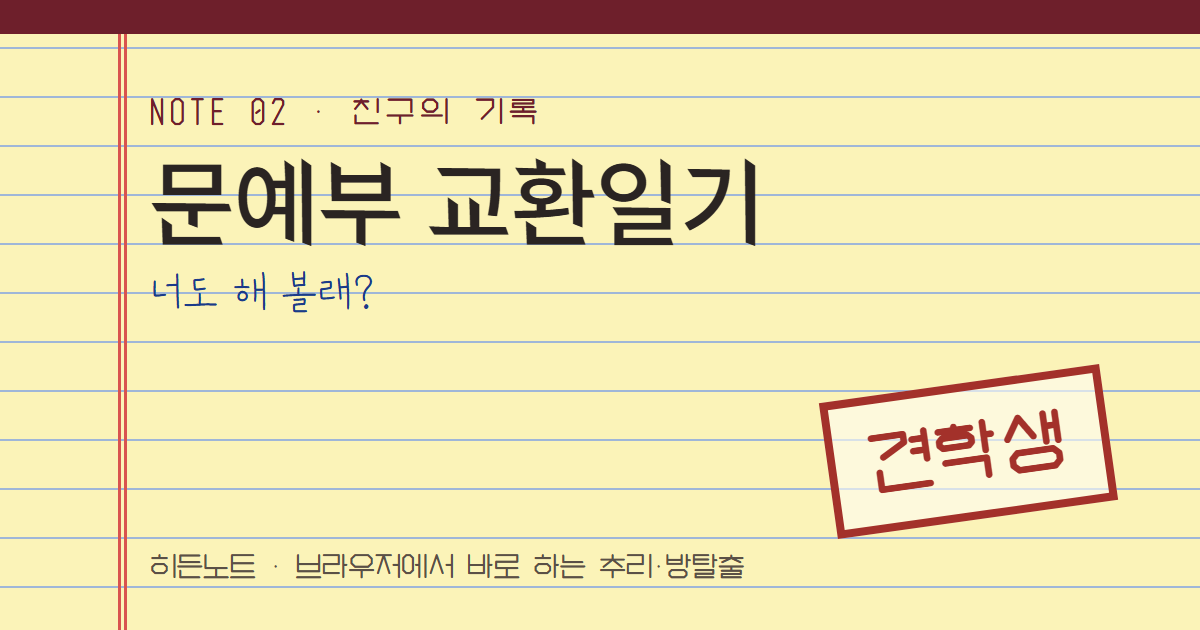 NOTE 02 · 친구의 기록
문예부 교환일기
너도 해 볼래?
견학생
히든노트 · 브라우저에서 바로 하는 추리·방탈출